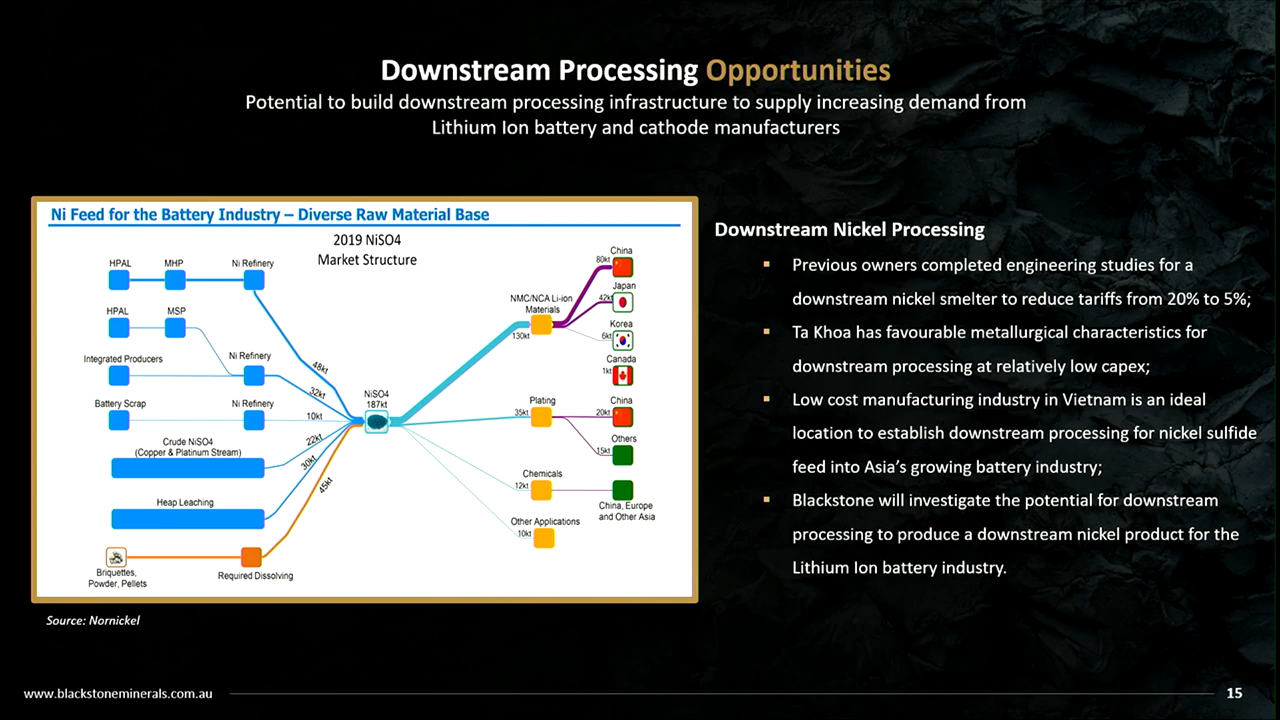 Downstream Processing Opportunities
Potential to build downstream processing infrastructure to supply increasing demand from
Lithium Ion battery and cathode manufacturers
Ni Feed for the Battery Industry – Diverse Raw Material Base
2019 NiSO4
Market Structure
HPAL
MHP
Ni Refinery
HPAL
MSP
Integrated Producers
Ni Refinery
Battery Scrap
Ni Refinery
Crude NiSO4
(Copper & Platinum Stream)
Heap Leaching
Briquettes,
Powder, Pellets
Required Dissolving
48kt
32kt
10kt
22kt
30kt
45kt
NiSO4
187kt
NMC/NCA Li-ion
Materials
130kt
China
80kt
Japan
42kt
Korea
6kt
Canada
1kt
Plating
35kt
China
20kt
Others
15kt
Chemicals
12kt
China, Europe
and Other Asia
Other Applications
10kt
Source: Nornickel
Downstream Nickel Processing
▪ Previous owners completed engineering studies for a
downstream nickel smelter to reduce tariffs from 20% to 5%;
▪ Ta Khoa has favourable metallurgical characteristics for
downstream processing at relatively low capex;
▪ Low cost manufacturing industry in Vietnam is an ideal
location to establish downstream processing for nickel sulfide
feed into Asia's growing battery industry;
▪ Blackstone will investigate the potential for downstream
processing to produce a downstream nickel product for the
Lithium Ion battery industry.
www.blackstoneminerals.com.au
15